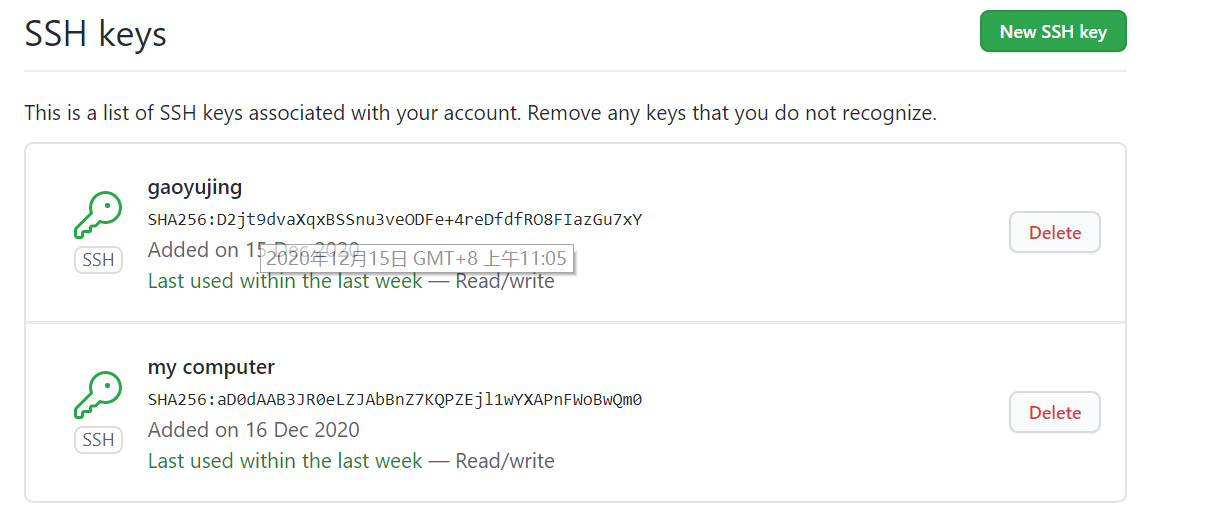 SSH keys
New SSH key
This is a list of SSH keys associated with your account. Remove any keys that you do not recognize.
gaoyujing
SHA256:D2jt9dvaXqxBSSnu3veODFe+4reDfdfRO8FIazGu7xY
SSH
Added on 15 Dec 2020
2020年12月15日 GMT+8 上午11:05
Last used within the last week — Read/write
Delete
my computer
SHA256:aD0dAAB3JR0eLZJAbBnZ7KQPZEjl1wYXAPnFWoBwQm0
SSH
Added on 16 Dec 2020
Last used within the last week — Read/write
Delete